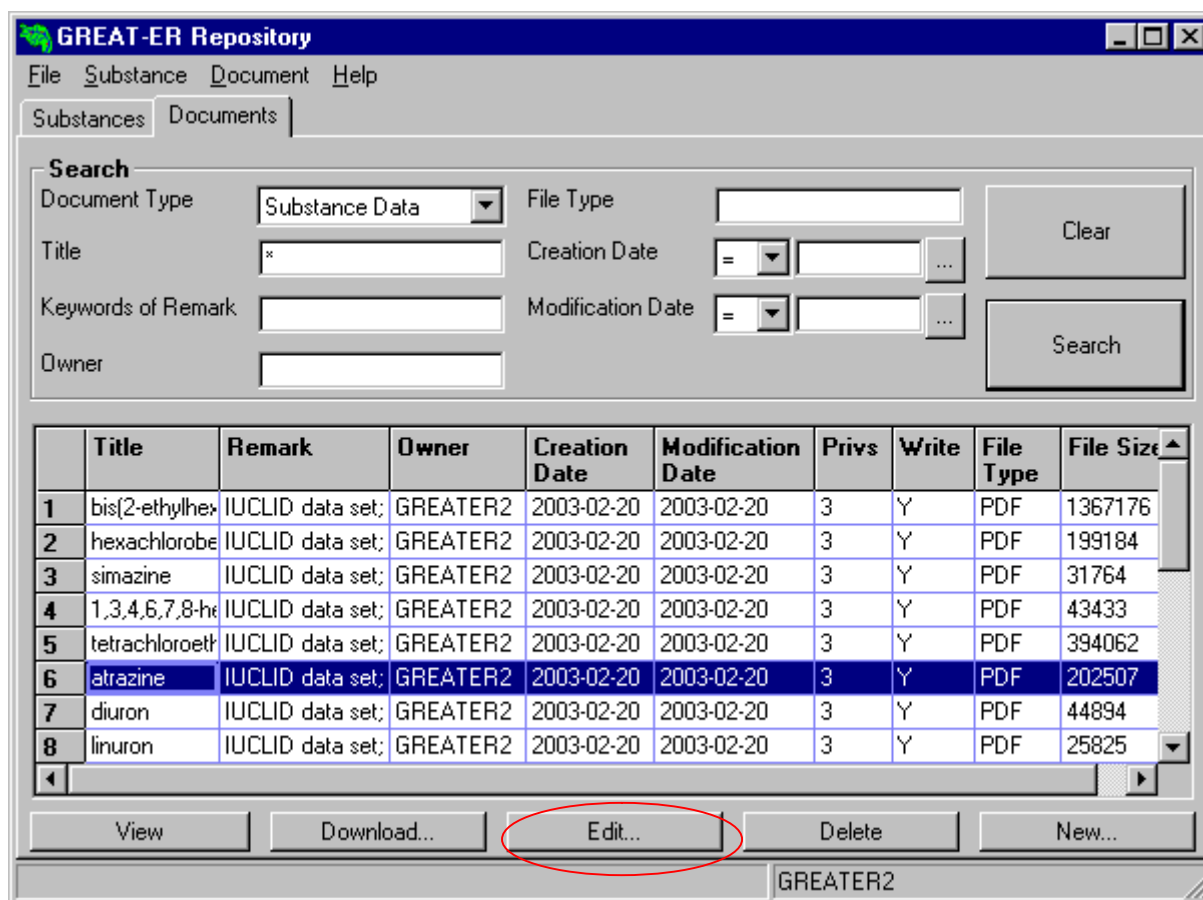 GREAT-ER Repository
File Substance Document Help
Substances Documents
Search
Document Type Substance Data File Type Clear
Title * Creation Date = ...
Keywords of Remark Modification Date = ... Search
Owner
Title Remark Owner Creation Date Modification Date Privs Write File Type File Size
1 bis(2-ethylhex IUCLID data set; GREATER2 2003-02-20 2003-02-20 3 Y PDF 1367176
2 hexachlorobe IUCLID data set; GREATER2 2003-02-20 2003-02-20 3 Y PDF 199184
3 simazine IUCLID data set; GREATER2 2003-02-20 2003-02-20 3 Y PDF 31764
4 1,3,4,6,7,8-he IUCLID data set; GREATER2 2003-02-20 2003-02-20 3 Y PDF 43433
5 tetrachloroeth IUCLID data set; GREATER2 2003-02-20 2003-02-20 3 Y PDF 394062
6 atrazine IUCLID data set; GREATER2 2003-02-20 2003-02-20 3 Y PDF 202507
7 diuron IUCLID data set; GREATER2 2003-02-20 2003-02-20 3 Y PDF 44894
8 linuron IUCLID data set; GREATER2 2003-02-20 2003-02-20 3 Y PDF 25825
View Download... Edit... Delete New...
GREATER2